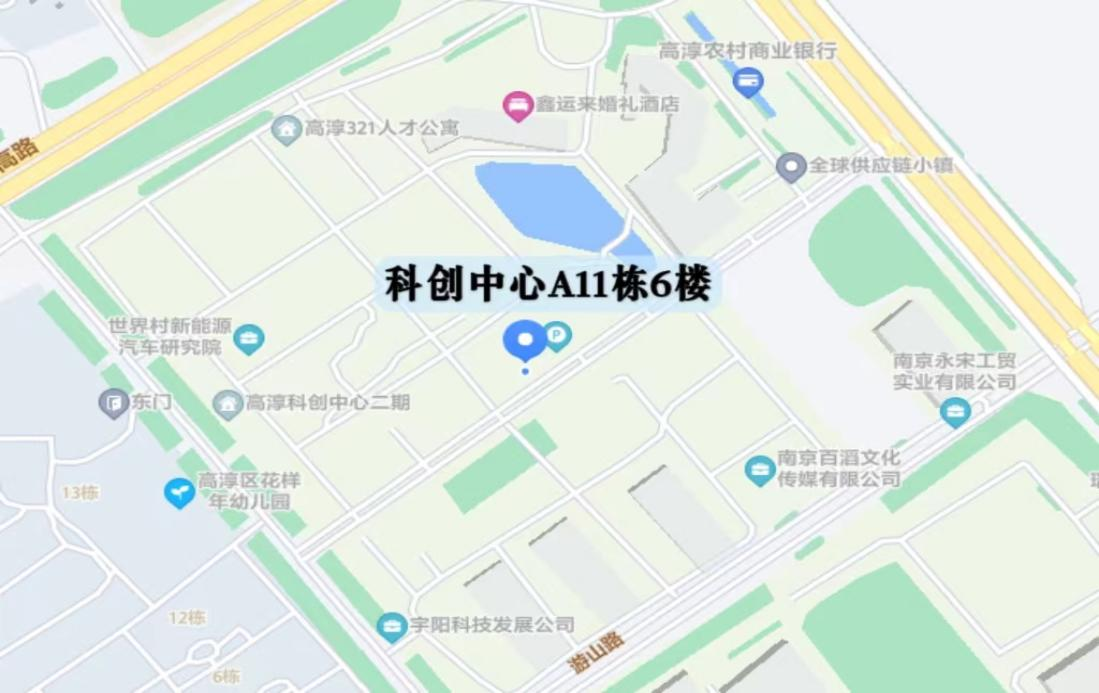 高淳农村商业银行
鑫运来婚礼酒店
高淳321人才公寓
高路
全球供应链小镇
科创中心A11栋6楼
P
世界村新能源
汽车研究院
南京永宋工贸
实业有限公司
东门
高淳科创中心二期
南京百滔文化
传媒有限公司
高淳区花样
年幼儿园
13栋
12栋
宇阳科技发展公司
游山路
6栋